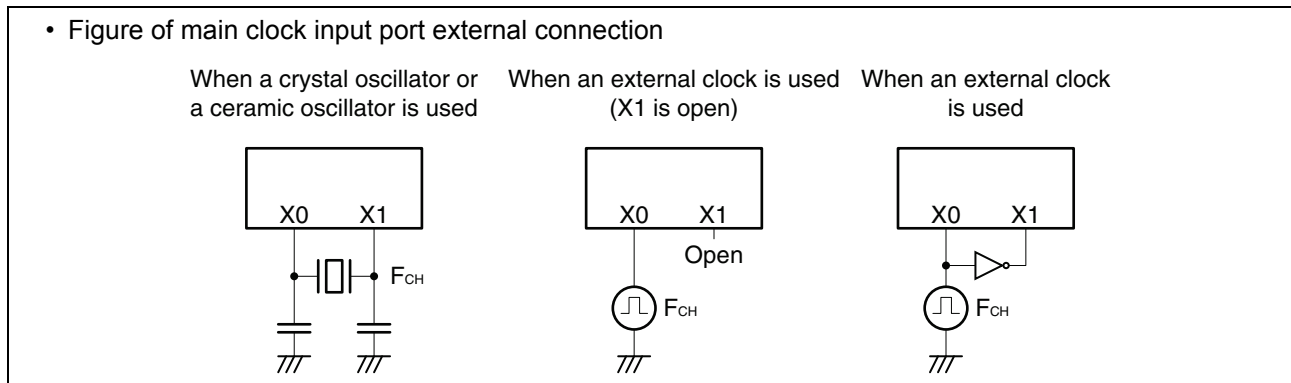 • Figure of main clock input port external connection
When a crystal oscillator or
a ceramic oscillator is used
X0 X1
FCH
When an external clock is used
(X1 is open)
X0 X1
Open
FCH
When an external clock
is used
X0 X1
FCH